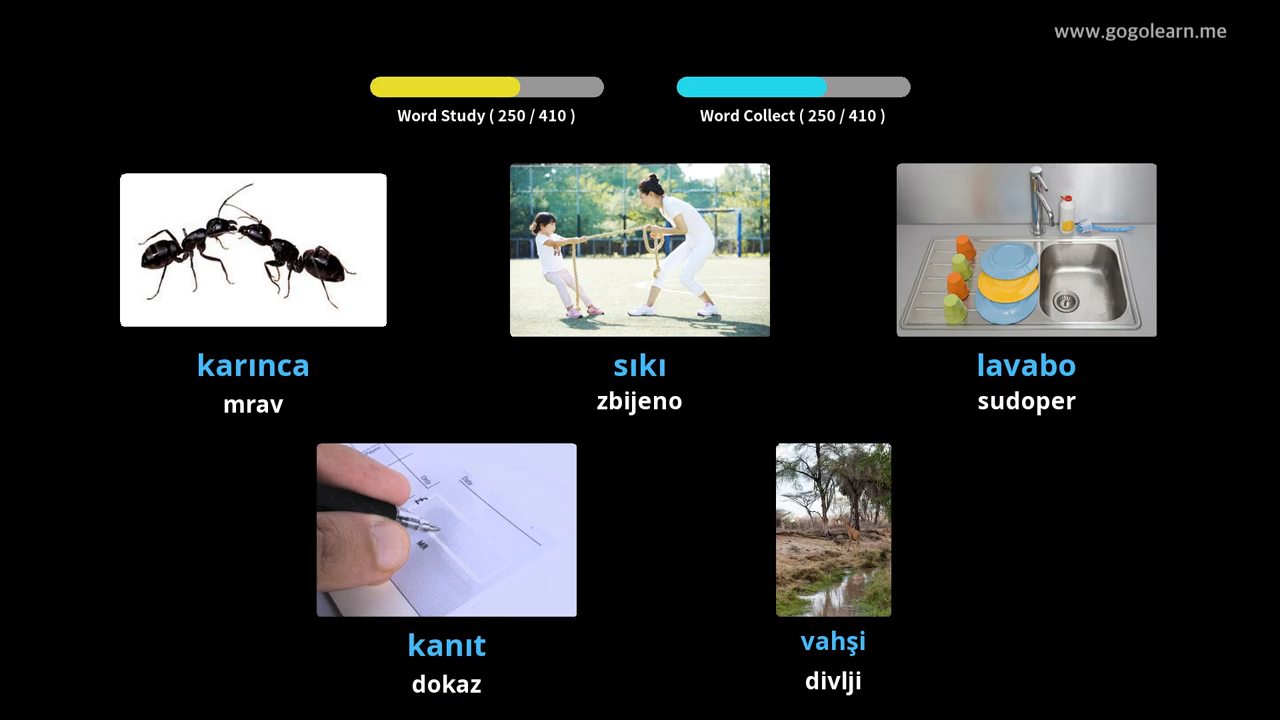 www.gogolearn.me
Word Study ( 250 / 410 )
Word Collect ( 250 / 410 )
karınca
mrav
sıkı
zbijeno
lavabo
sudoper
Date
£
kanıt
dokaz
vahşi
divlji